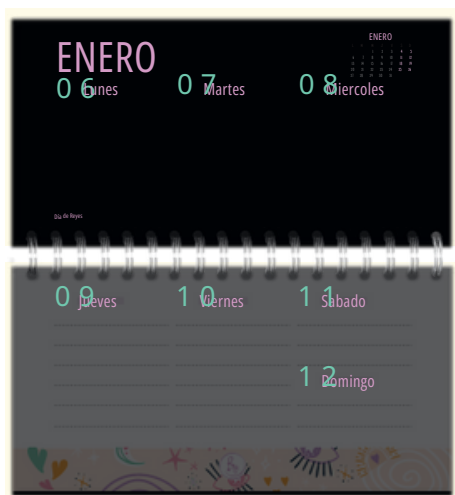 ENERO
ENERO
06 Lunes
07 Martes
08 Miercoles
Día de Reyes
09 Jueves
10 Viernes
11 Sabado
12 Domingo